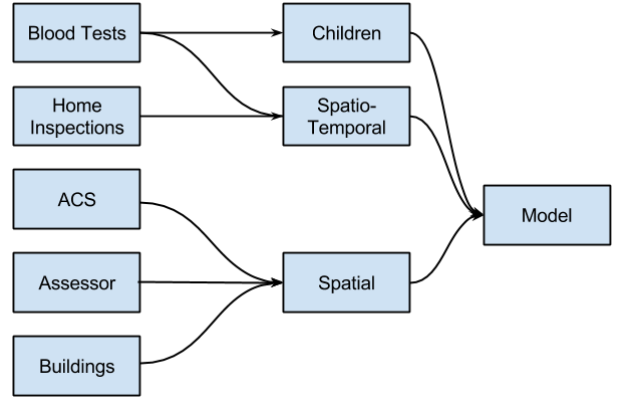 Blood Tests
Children
Home
Inspections
Spatio-
Temporal
ACS
Model
Assessor
Spatial
Buildings